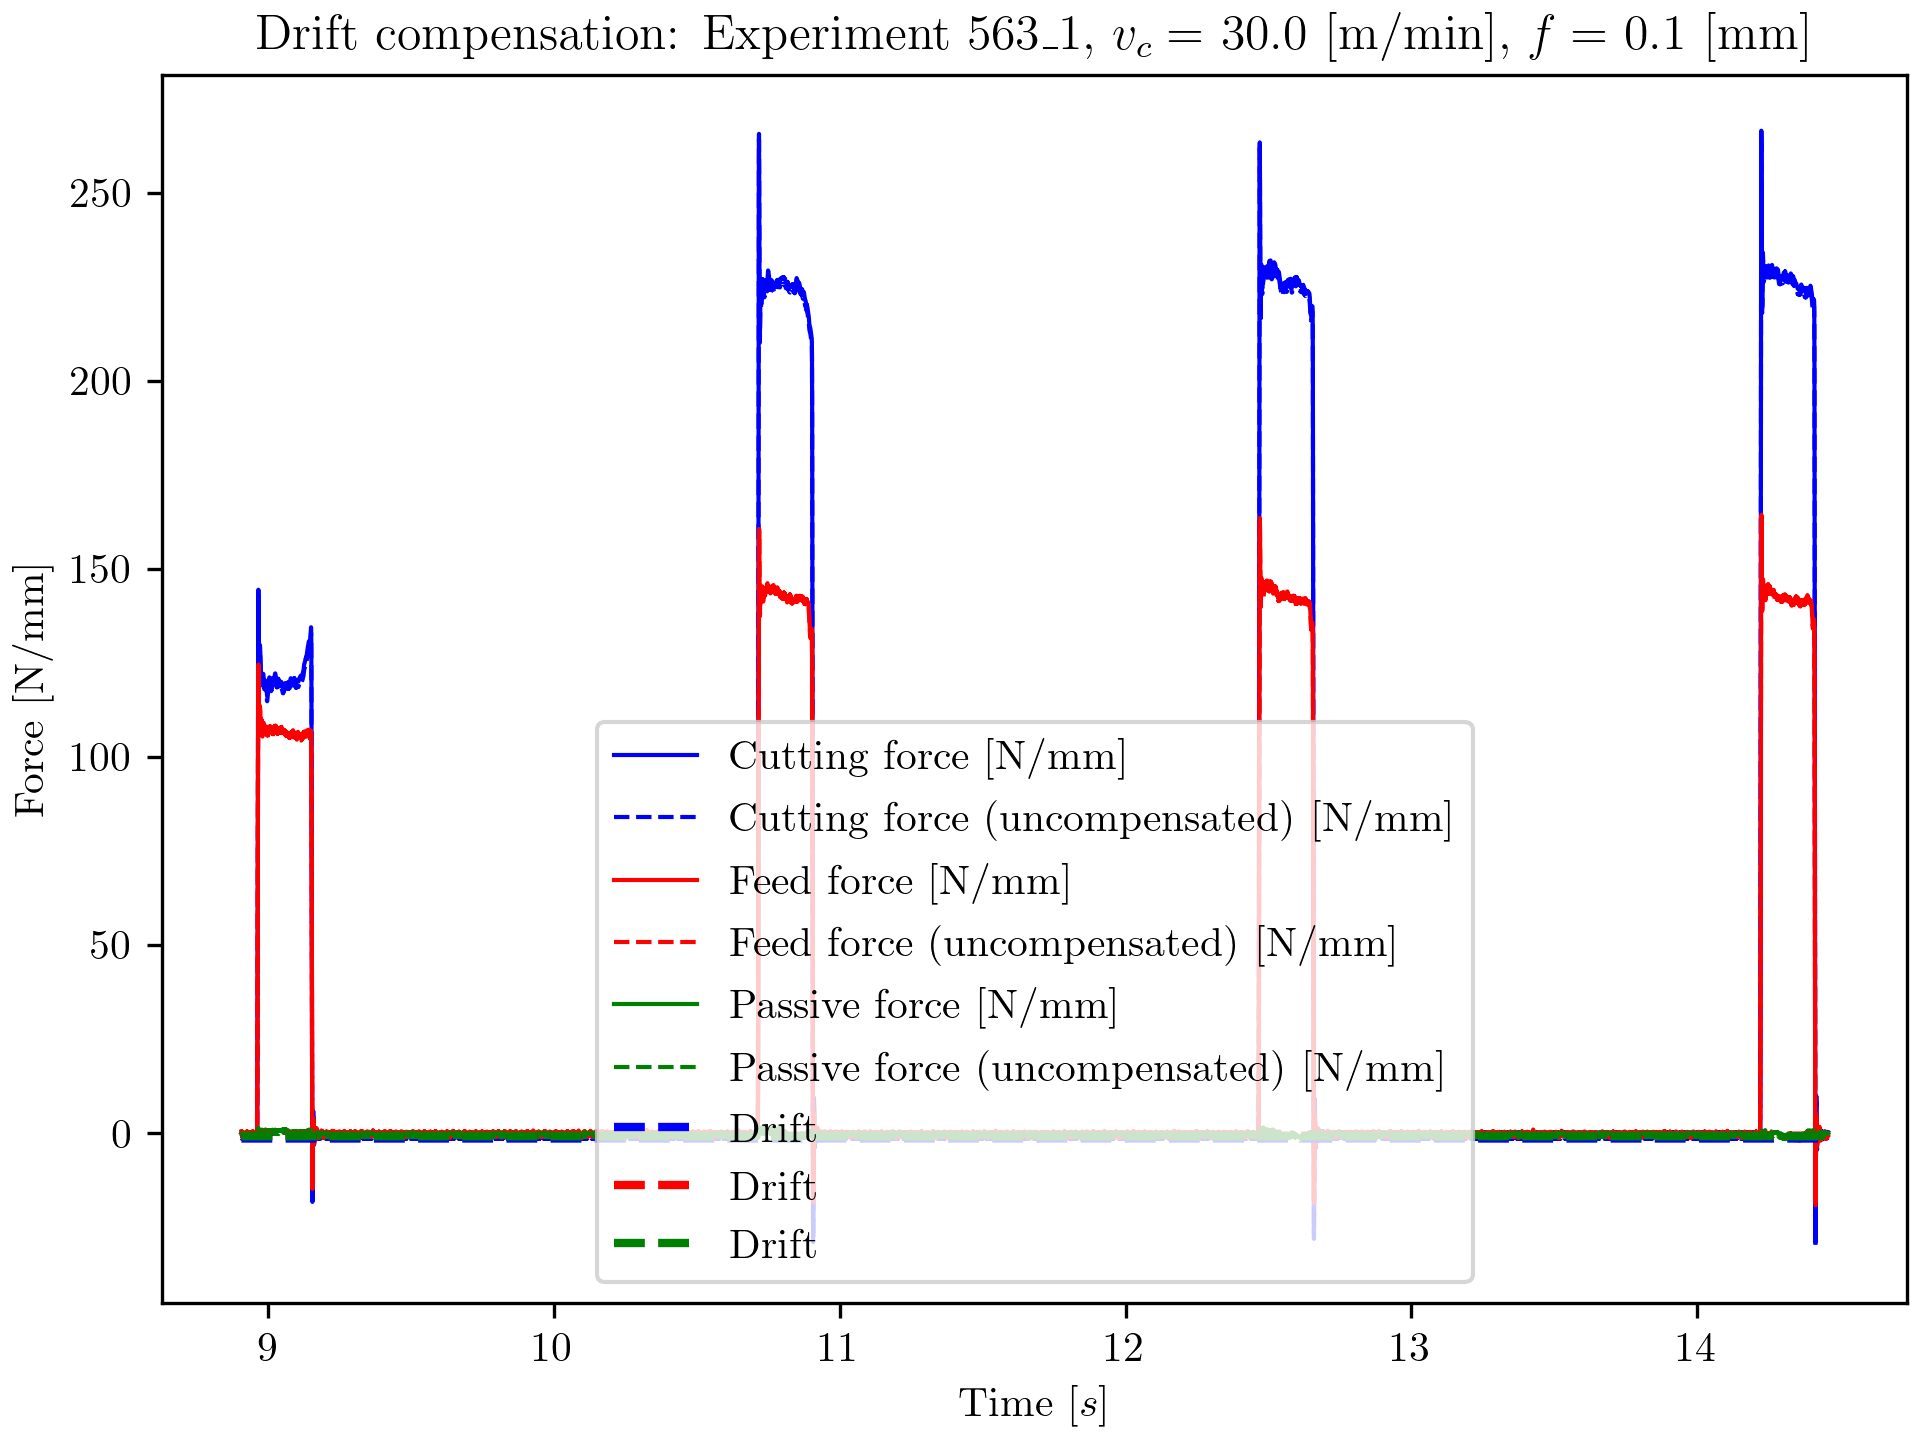 Drift compensation: Experiment 563_1, v_c = 30.0 [m/min], f = 0.1 [mm]
Force [N/mm]
250
200
150
100
50
0
Cutting force [N/mm]
Cutting force (uncompensated) [N/mm]
Feed force [N/mm]
Feed force (uncompensated) [N/mm]
Passive force [N/mm]
Passive force (uncompensated) [N/mm]
Drift
Drift
Drift
9 10 11 12 13 14
Time [s]